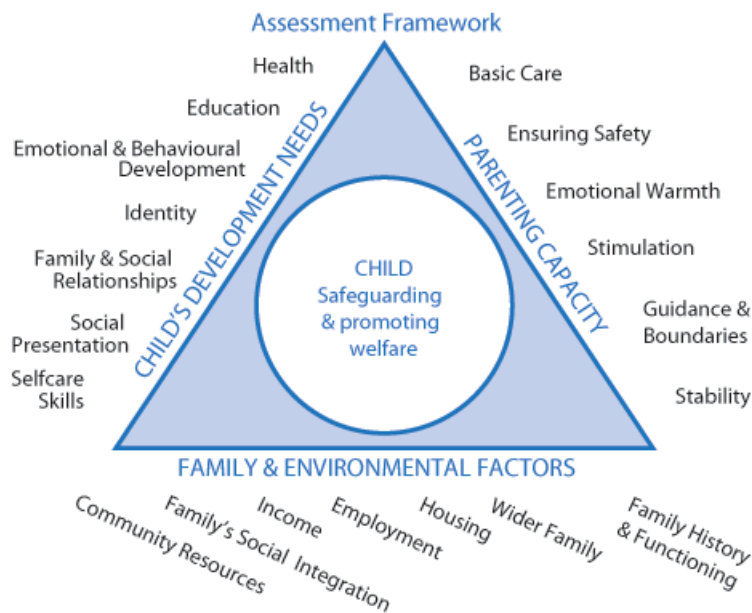 Assessment Framework
Health
Education
Emotional & Behavioural
Development
Identity
Family & Social
Relationships
Social
Presentation
Selfcare
Skills
CHILD'S DEVELOPMENT NEEDS
Basic Care
Ensuring Safety
Emotional Warmth
Stimulation
Guidance &
Boundaries
Stability
PARENTING CAPACITY
CHILD
Safeguarding
& promoting
welfare
FAMILY & ENVIRONMENTAL FACTORS
Community Resources
Family's Social Integration
Income
Employment
Housing
Wider Family
Family History
& Functioning